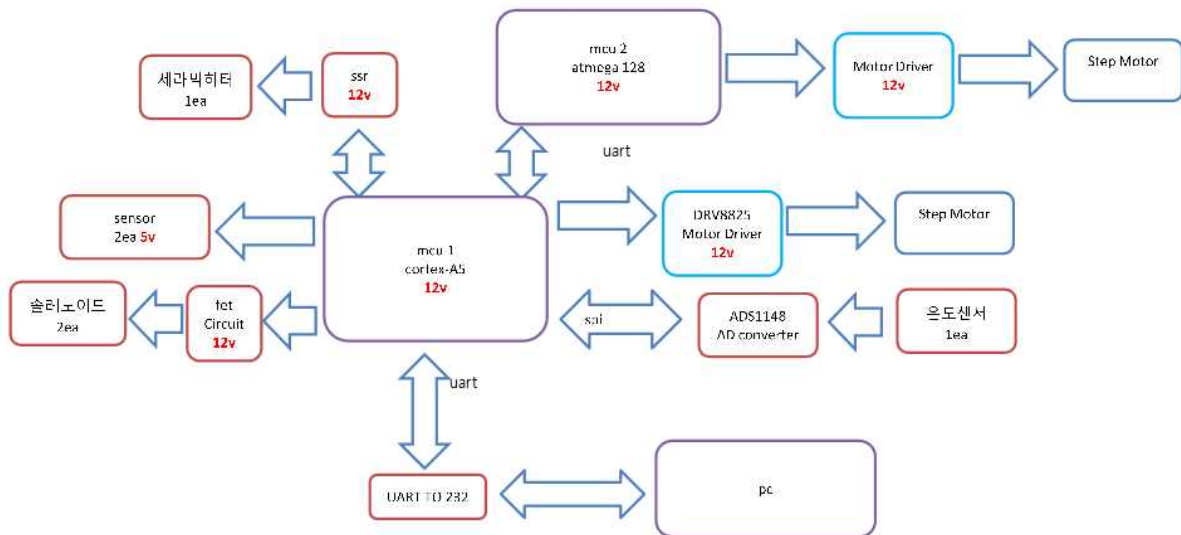 세라믹히터
1ea
ssr
12v
mcu 2
atmega 128
12v
Motor Driver
12v
Step Motor
uart
sensor
2ea 5v
mcu 1
cortex-A5
12v
DRV8825
Motor Driver
12v
Step Motor
솔레노이드
2ea
fet
Circuit
12v
spi
ADS1148
AD converter
온도센서
1ea
uart
UART TO 232
pc